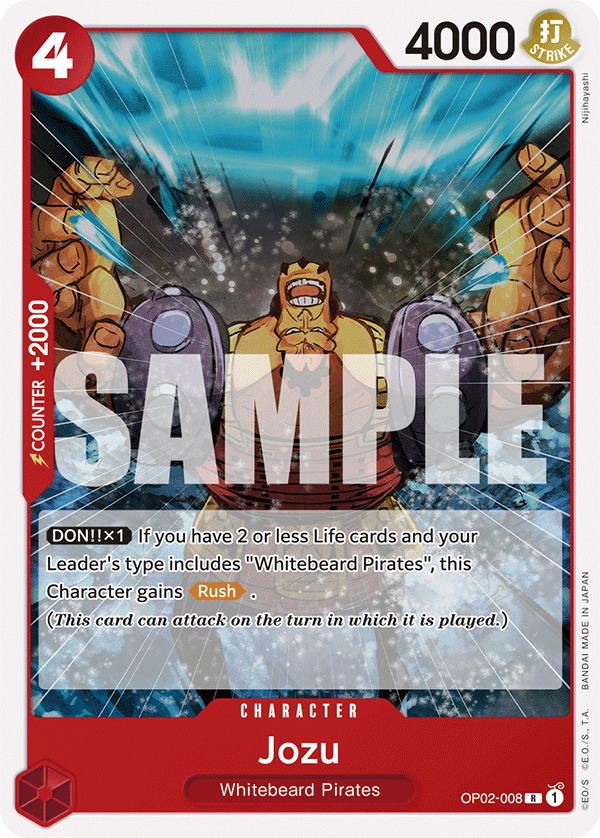 4
4000
打
STRIKE
Nijihayashi
COUNTER +2000
SAMPLE
DON!!×1 If you have 2 or less Life cards and your
Leader's type includes "Whitebeard Pirates", this
Character gains Rush .
(This card can attack on the turn in which it is played.)
CHARACTER
Jozu
Whitebeard Pirates
OP02-008 R 1
©EO/S ©E.O./S., T.A. BANDAI MADE IN JAPAN